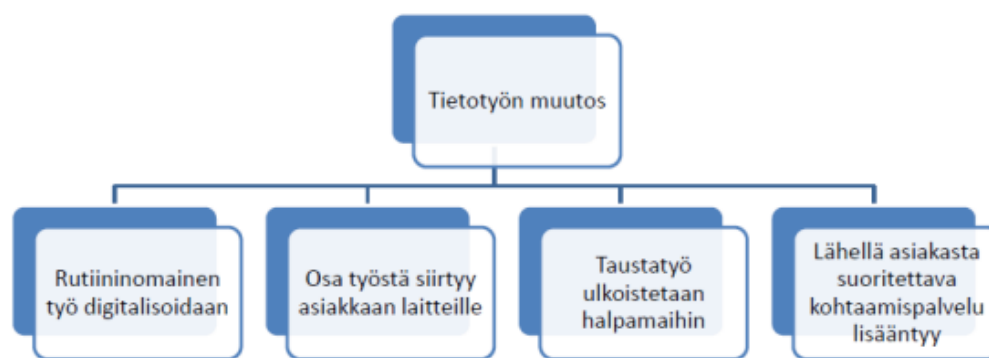 Tietotyön muutos
Rutiininomainen
työ digitalisoidaan
Osa työstä siirtyy
asiakkaan laitteille
Taustatyö
ulkoistetaan
halpamaihin
Lähellä asiakasta
suoritettava
kohtaamispalvelu
lisääntyy